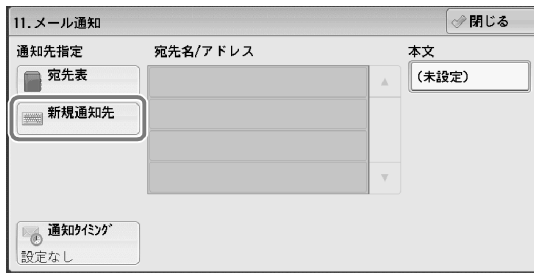 11.メール通知
閉じる
通知先指定
宛先名/アドレス
本文
宛先表
(未設定)
新規通知先
通知ﾀｲﾐﾝｸﾞ
設定なし